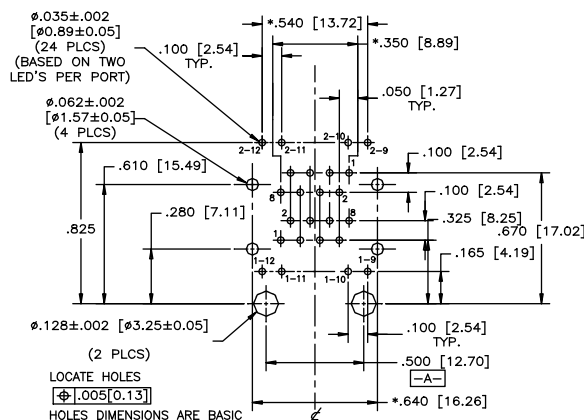 ø.035±.002
[ø0.89±0.05]
(24 PLCS)
(BASED ON TWO
LED'S PER PORT)
*.540 [13.72]
.100 [2.54]
TYP.
*.350 [8.89]
.050 [1.27]
TYP.
ø.062±.002
[ø1.57±0.05]
(4 PLCS)
2-12
2-11
2-10
2-9
1
.100 [2.54]
.610 [15.49]
8
2
.100 [2.54]
.280 [7.11]
2
8
.325 [8.25]
.825
1
.670 [17.02]
1-12
1-11
1-10
1-9
.165 [4.19]
ø.128±.002 [ø3.25±0.05]
(2 PLCS)
.100 [2.54]
TYP.
.500 [12.70]
-A-
LOCATE HOLES
⌖ .005[0.13]
*.640 [16.26]
HOLES DIMENSIONS ARE BASIC
℄